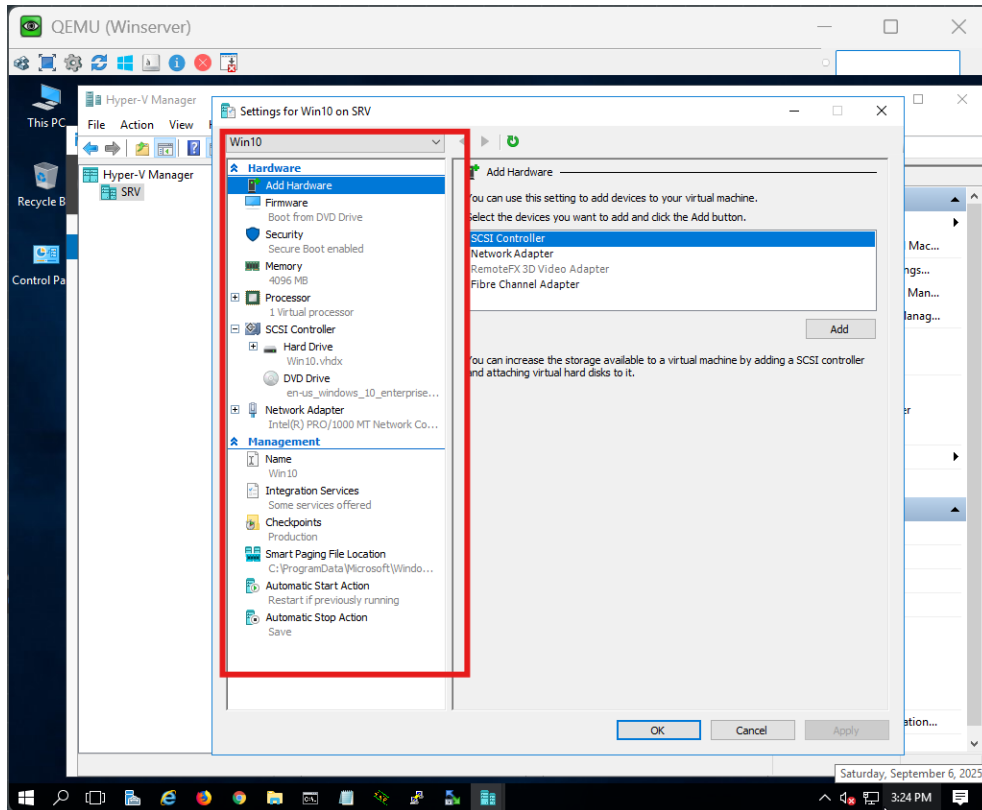 QEMU (Winserver)
This PC
Recycle B
Control Pa
Hyper-V Manager
File Action View H
Hyper-V Manager
SRV
Settings for Win10 on SRV
Win10
Hardware
Add Hardware
Firmware
Boot from DVD Drive
Security
Secure Boot enabled
Memory
4096 MB
Processor
1 Virtual processor
SCSI Controller
Hard Drive
Win10.vhdx
DVD Drive
en-us_windows_10_enterprise...
Network Adapter
Intel(R) PRO/1000 MT Network Co...
Management
Name
Win10
Integration Services
Some services offered
Checkpoints
Production
Smart Paging File Location
C:\ProgramData\Microsoft\Windo...
Automatic Start Action
Restart if previously running
Automatic Stop Action
Save
Add Hardware
You can use this setting to add devices to your virtual machine.
Select the devices you want to add and click the Add button.
SCSI Controller
Network Adapter
RemoteFX 3D Video Adapter
Fibre Channel Adapter
Add
You can increase the storage available to a virtual machine by adding a SCSI controller
and attaching virtual hard disks to it.
OK Cancel Apply
Mac...
ngs...
Man...
lanag...
er
ation...
Saturday, September 6, 2025
3:24 PM